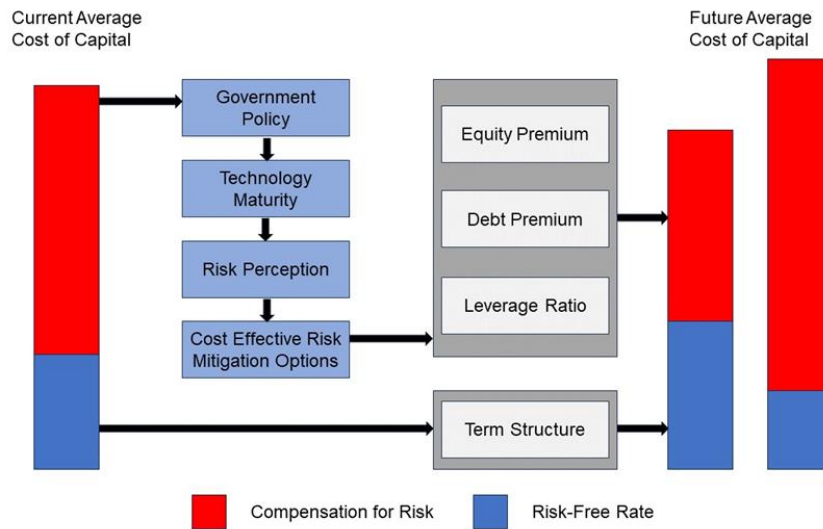 Current Average
Cost of Capital
Future Average
Cost of Capital
Government
Policy
Technology
Maturity
Risk Perception
Cost Effective Risk
Mitigation Options
Equity Premium
Debt Premium
Leverage Ratio
Term Structure
Compensation for Risk
Risk-Free Rate